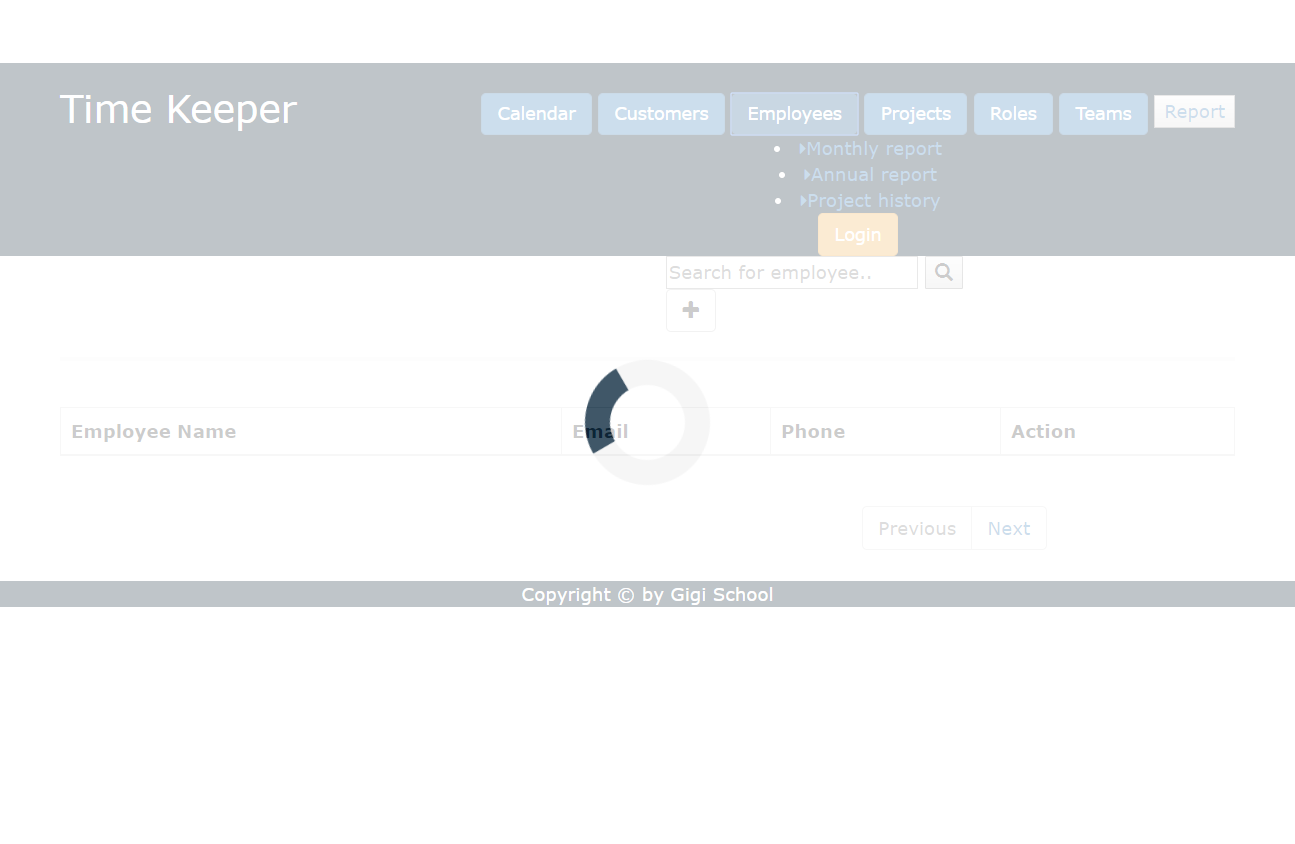 Time Keeper
Calendar Customers Employees Projects Roles Teams Report
Monthly report
Annual report
Project history
Login
Search for employee..
Employee Name Email Phone Action
Previous Next
Copyright © by Gigi School